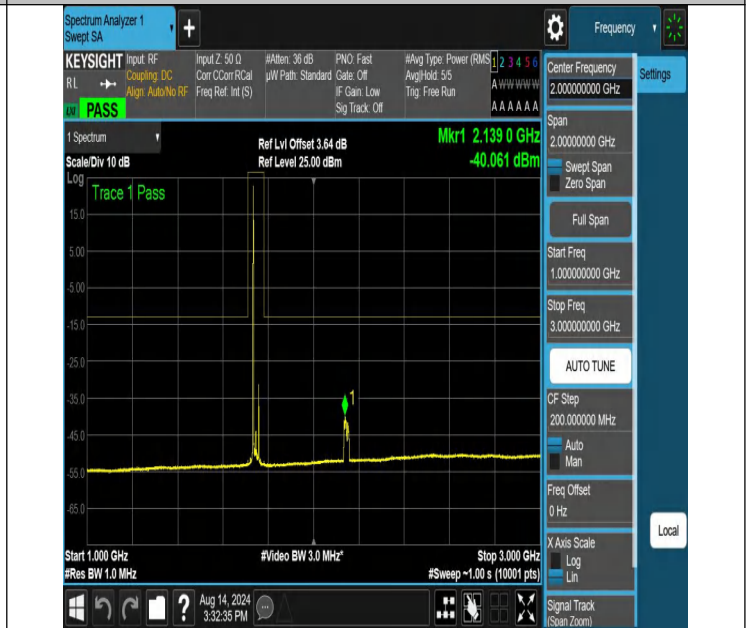 Spectrum Analyzer 1
Swept SA
+
Frequency
KEYSIGHT
RL
PASS
Input: RF
Coupling: DC
Align: Auto/No RF
Input Z: 50 Ω
Corr CCorr RCal
Freq Ref: Int (S)
#Atten: 36 dB
µW Path: Standard
PNO: Fast
Gate: Off
IF Gain: Low
Sig Track: Off
#Avg Type: Power (RMS
Avg|Hold: 5/5
Trig: Free Run
1 2 3 4 5 6
A W W W W W
A A A A A A
1 Spectrum
Scale/Div 10 dB
Ref Lvl Offset 3.64 dB
Ref Level 25.00 dBm
Mkr1 2.139 0 GHz
-40.061 dBm
Log
Trace 1 Pass
15.0
5.00
-5.00
-15.0
-25.0
-35.0
-45.0
-55.0
-65.0
1
Start 1.000 GHz
#Res BW 1.0 MHz
#Video BW 3.0 MHz*
Stop 3.000 GHz
#Sweep ~1.00 s (10001 pts)
Center Frequency
2.000000000 GHz
Span
2.00000000 GHz
Swept Span
Zero Span
Full Span
Start Freq
1.000000000 GHz
Stop Freq
3.000000000 GHz
AUTO TUNE
CF Step
200.000000 MHz
Auto
Man
Freq Offset
0 Hz
X Axis Scale
Log
Lin
Signal Track
(Span Zoom)
Settings
Local
?
Aug 14, 2024
3:32:35 PM